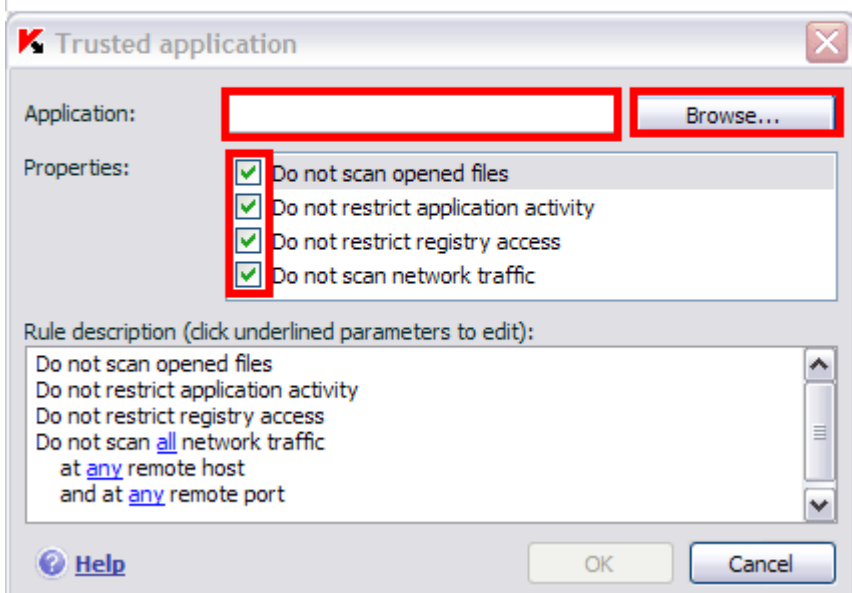 Trusted application
Application:
Browse...
Properties:
Do not scan opened files
Do not restrict application activity
Do not restrict registry access
Do not scan network traffic
Rule description (click underlined parameters to edit):
Do not scan opened files
Do not restrict application activity
Do not restrict registry access
Do not scan all network traffic
at any remote host
and at any remote port
Help
OK
Cancel